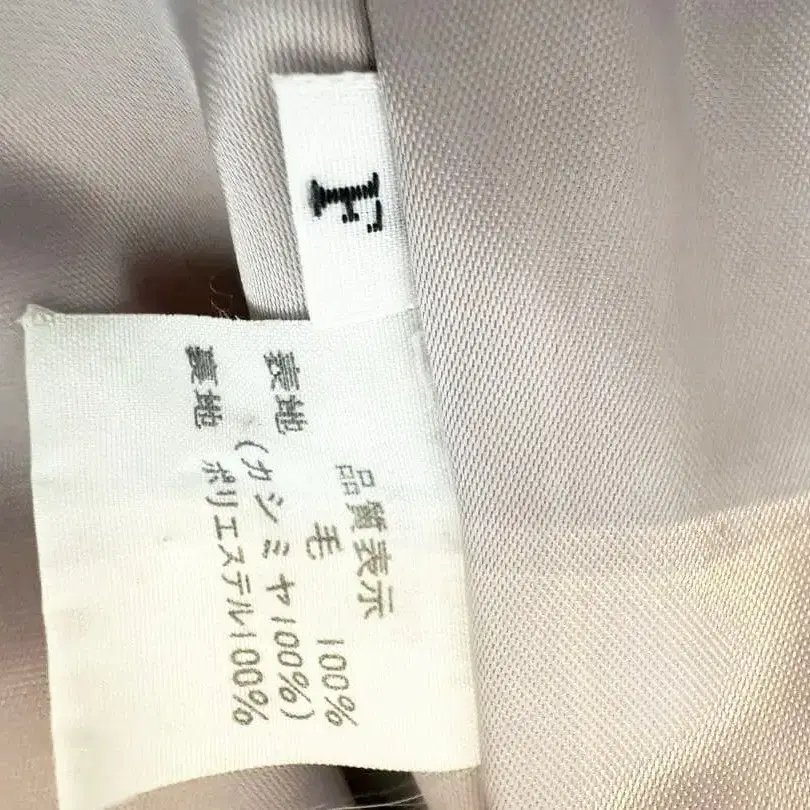 F
品質表示
表地 毛 100%
(カシミヤ100%)
裏地 ポリエステル100%